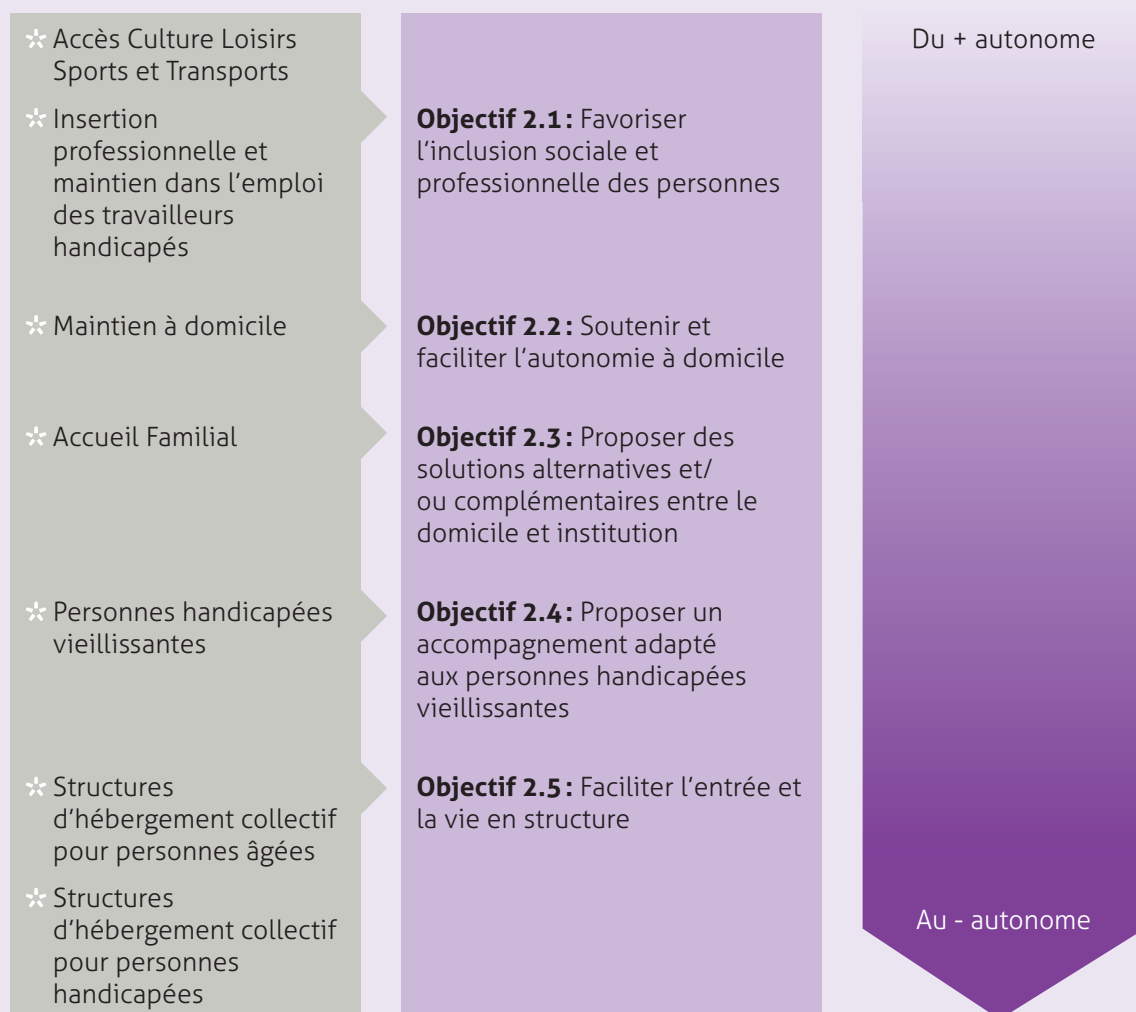 Accès Culture Loisirs
Sports et Transports
Insertion
professionnelle et
maintien dans l'emploi
des travailleurs
handicapés
Maintien à domicile
Accueil Familial
Personnes handicapées
vieillissantes
Structures
d'hébergement collectif
pour personnes âgées
Structures
d'hébergement collectif
pour personnes
handicapées
Objectif 2.1 : Favoriser
l'inclusion sociale et
professionnelle des personnes
Objectif 2.2 : Soutenir et
faciliter l'autonomie à domicile
Objectif 2.3 : Proposer des
solutions alternatives et/
ou complémentaires entre le
domicile et institution
Objectif 2.4 : Proposer un
accompagnement adapté
aux personnes handicapées
vieillissantes
Objectif 2.5 : Faciliter l'entrée et
la vie en structure
Du + autonome
Au - autonome